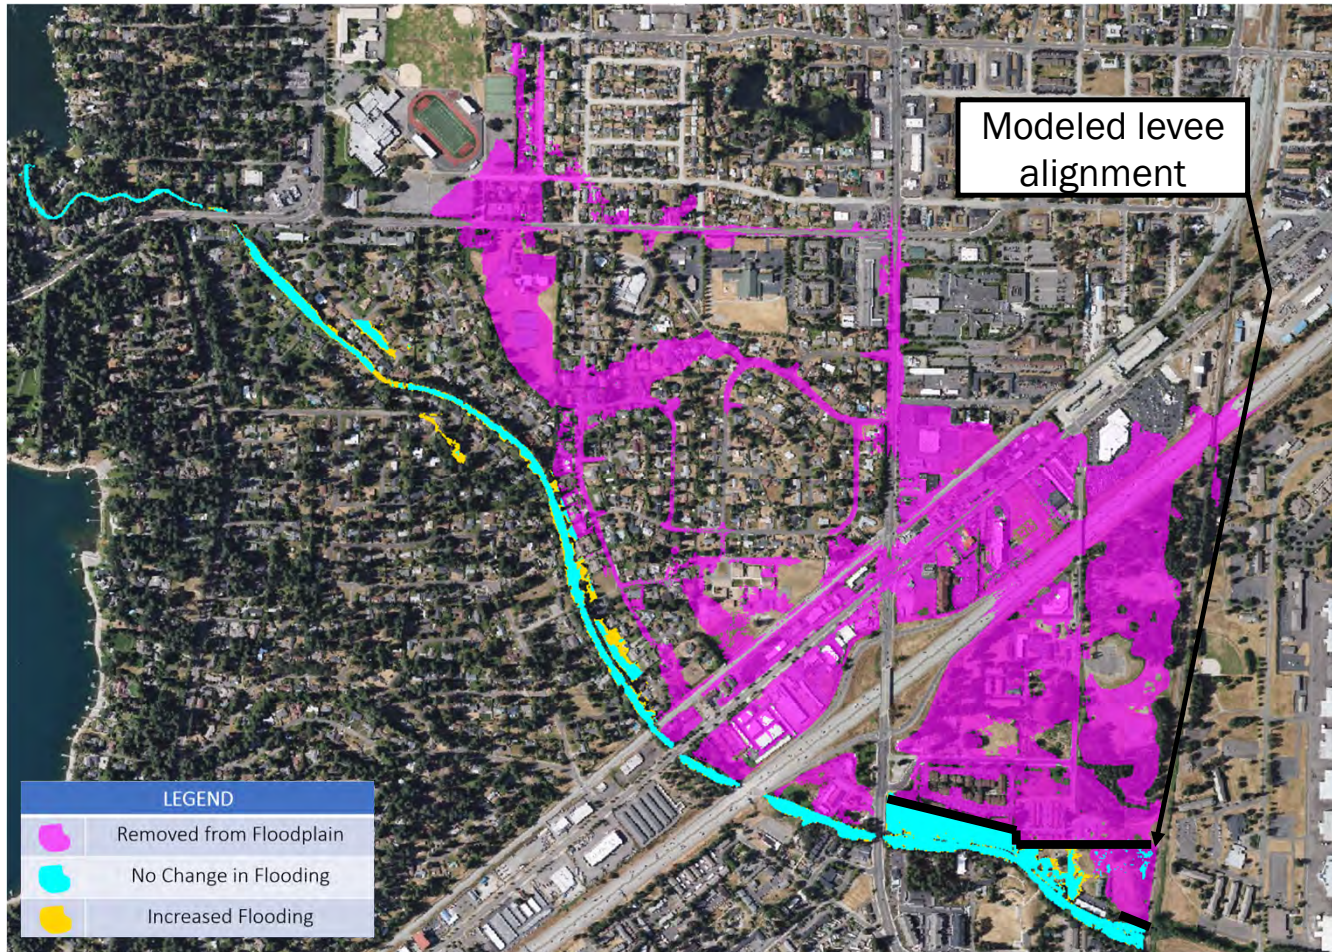 Modeled levee
alignment
LEGEND
Removed from Floodplain
No Change in Flooding
Increased Flooding